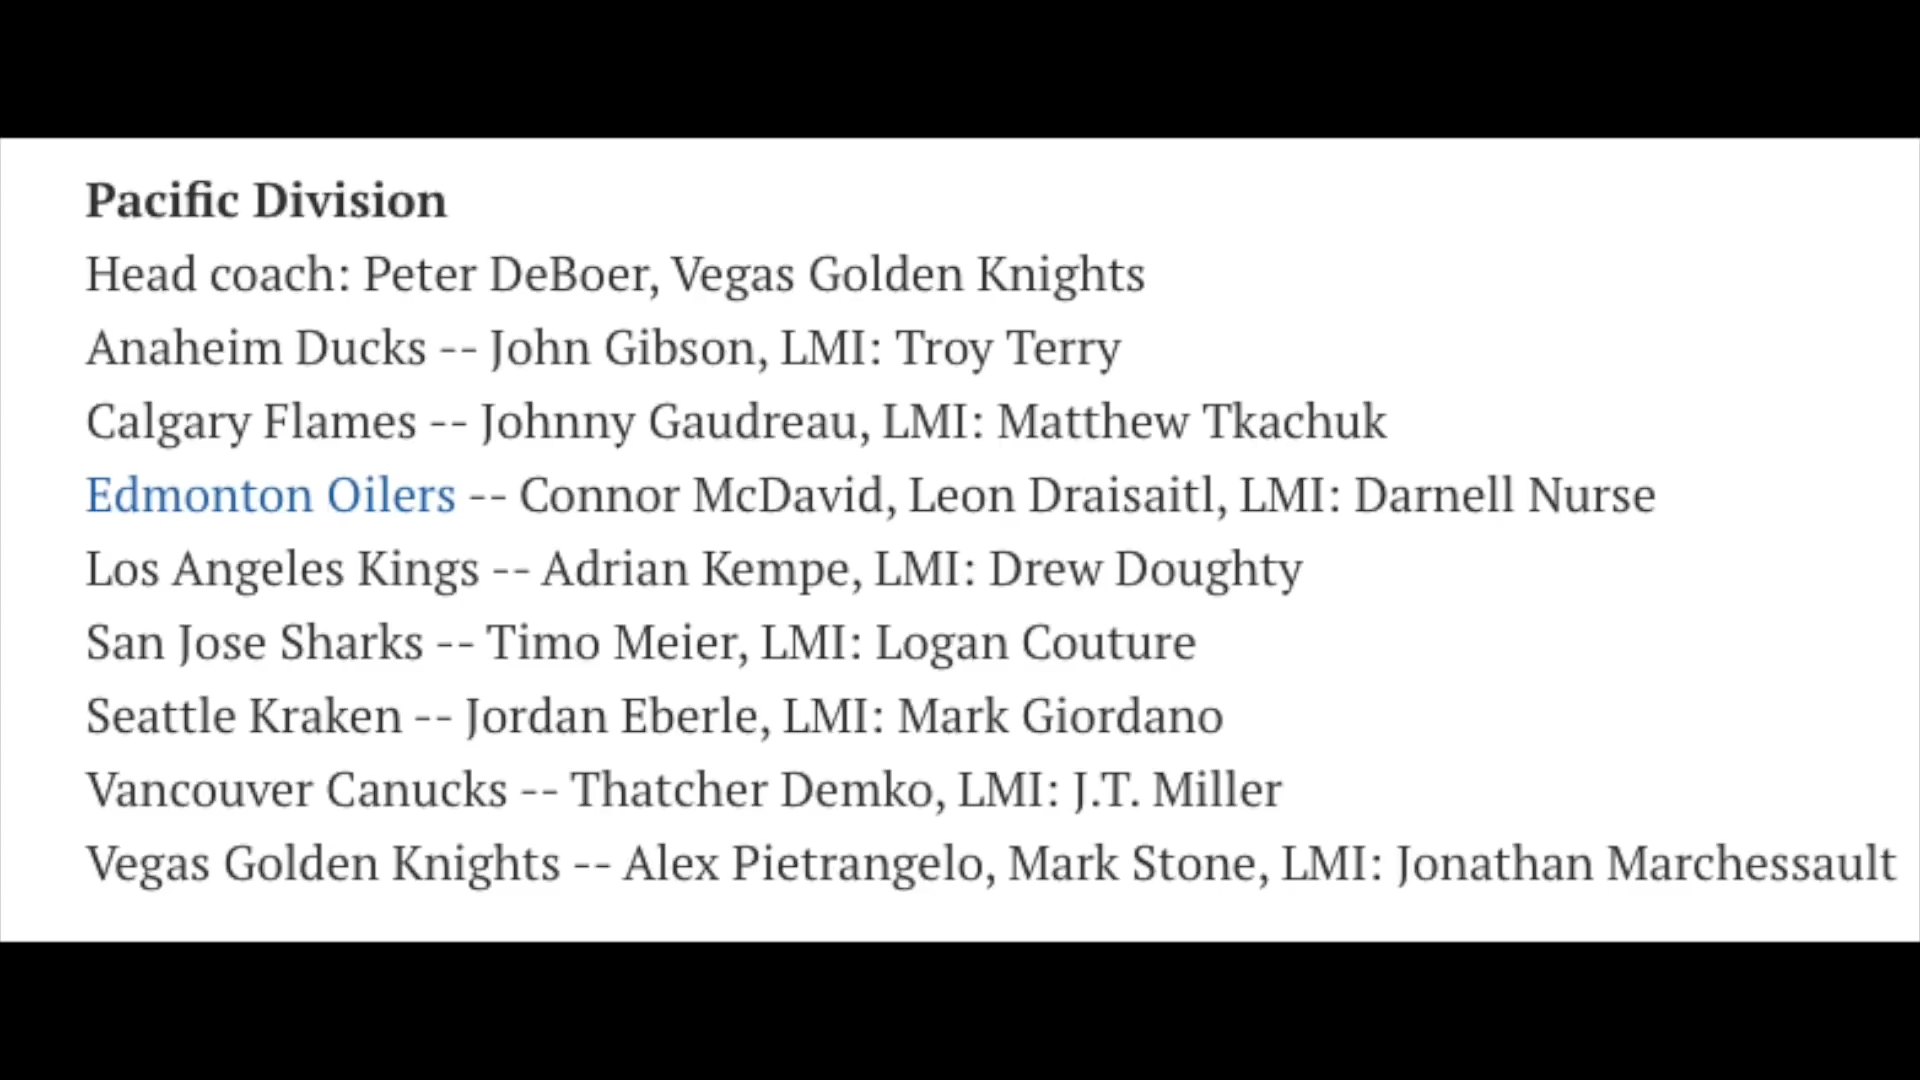 Pacific Division
Head coach: Peter DeBoer, Vegas Golden Knights
Anaheim Ducks -- John Gibson, LMI: Troy Terry
Calgary Flames -- Johnny Gaudreau, LMI: Matthew Tkachuk
Edmonton Oilers -- Connor McDavid, Leon Draisaitl, LMI: Darnell Nurse
Los Angeles Kings -- Adrian Kempe, LMI: Drew Doughty
San Jose Sharks -- Timo Meier, LMI: Logan Couture
Seattle Kraken -- Jordan Eberle, LMI: Mark Giordano
Vancouver Canucks -- Thatcher Demko, LMI: J.T. Miller
Vegas Golden Knights -- Alex Pietrangelo, Mark Stone, LMI: Jonathan Marchessault